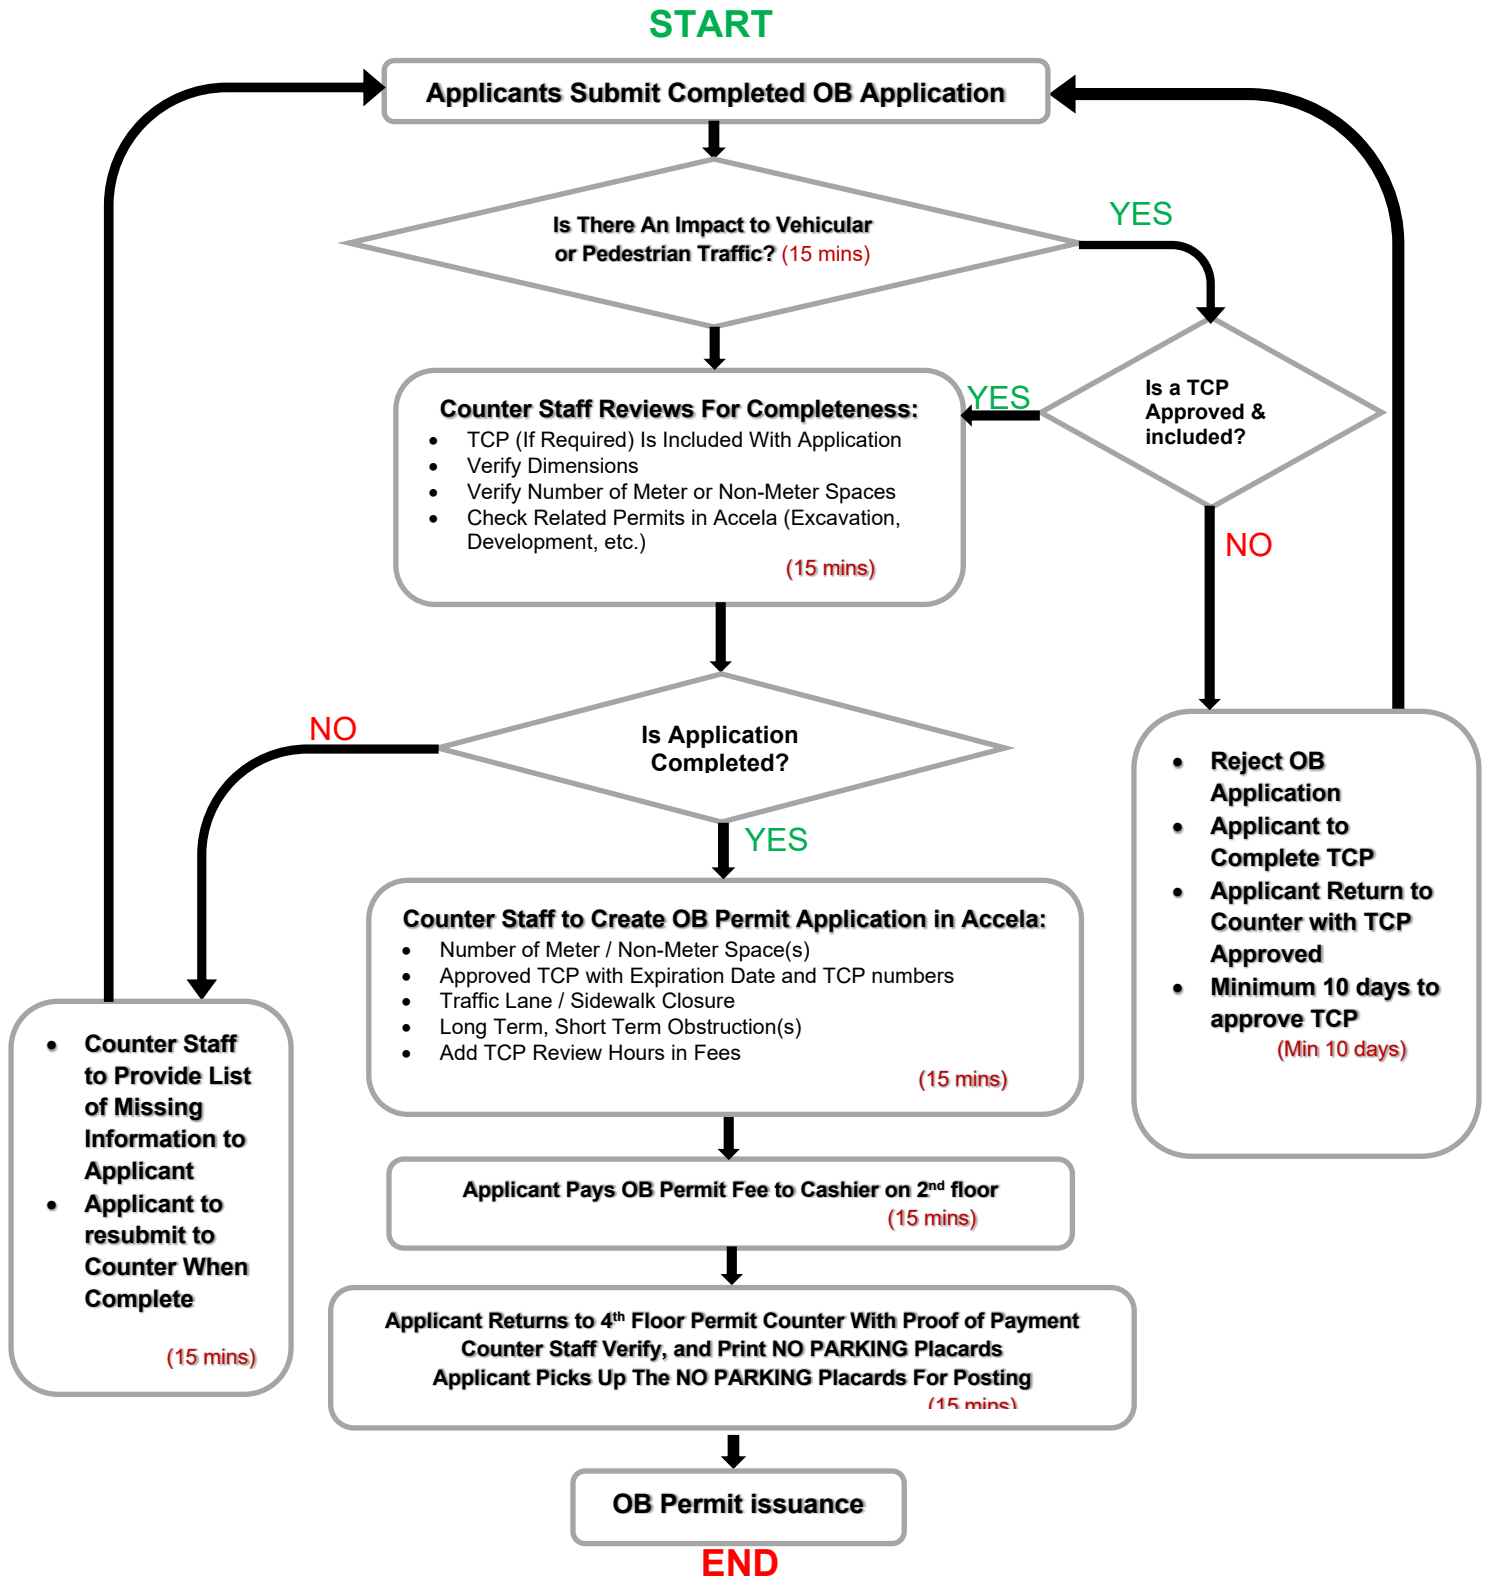 START
Applicants Submit Completed OB Application
Is There An Impact to Vehicular
or Pedestrian Traffic? (15 mins)
YES
Is a TCP
Approved &
included?
YES
NO
Counter Staff Reviews For Completeness:
• TCP (If Required) Is Included With Application
• Verify Dimensions
• Verify Number of Meter or Non-Meter Spaces
• Check Related Permits in Accela (Excavation,
Development, etc.)
(15 mins)
Is Application
Completed?
NO
YES
• Reject OB
Application
• Applicant to
Complete TCP
• Applicant Return to
Counter with TCP
Approved
• Minimum 10 days to
approve TCP
(Min 10 days)
Counter Staff to Create OB Permit Application in Accela:
• Number of Meter / Non-Meter Space(s)
• Approved TCP with Expiration Date and TCP numbers
• Traffic Lane / Sidewalk Closure
• Long Term, Short Term Obstruction(s)
• Add TCP Review Hours in Fees
(15 mins)
• Counter Staff
to Provide List
of Missing
Information to
Applicant
• Applicant to
resubmit to
Counter When
Complete
(15 mins)
Applicant Pays OB Permit Fee to Cashier on 2nd floor
(15 mins)
Applicant Returns to 4th Floor Permit Counter With Proof of Payment
Counter Staff Verify, and Print NO PARKING Placards
Applicant Picks Up The NO PARKING Placards For Posting
(15 mins)
OB Permit issuance
END